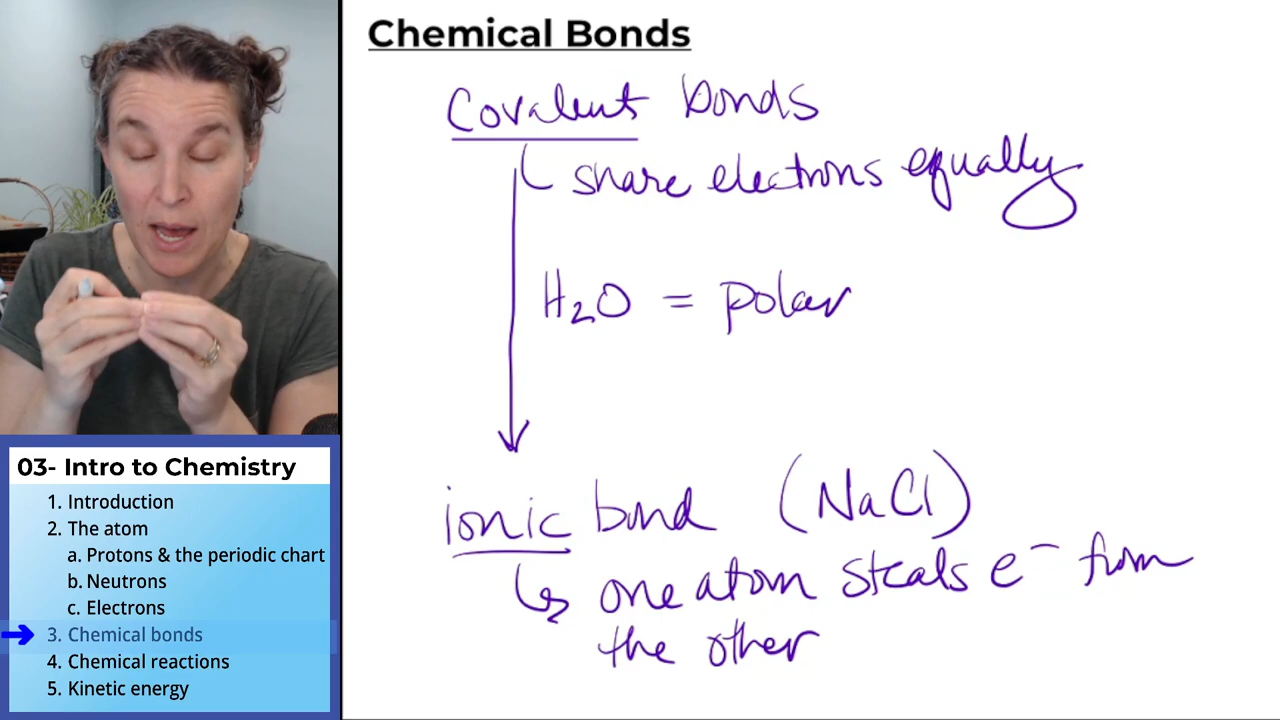 Chemical Bonds
Covalent bonds
share electrons equally
H₂O = polar
ionic bond (NaCl)
one atom steals e⁻ from
the other
03- Intro to Chemistry
1. Introduction
2. The atom
a. Protons & the periodic chart
b. Neutrons
c. Electrons
3. Chemical bonds
4. Chemical reactions
5. Kinetic energy